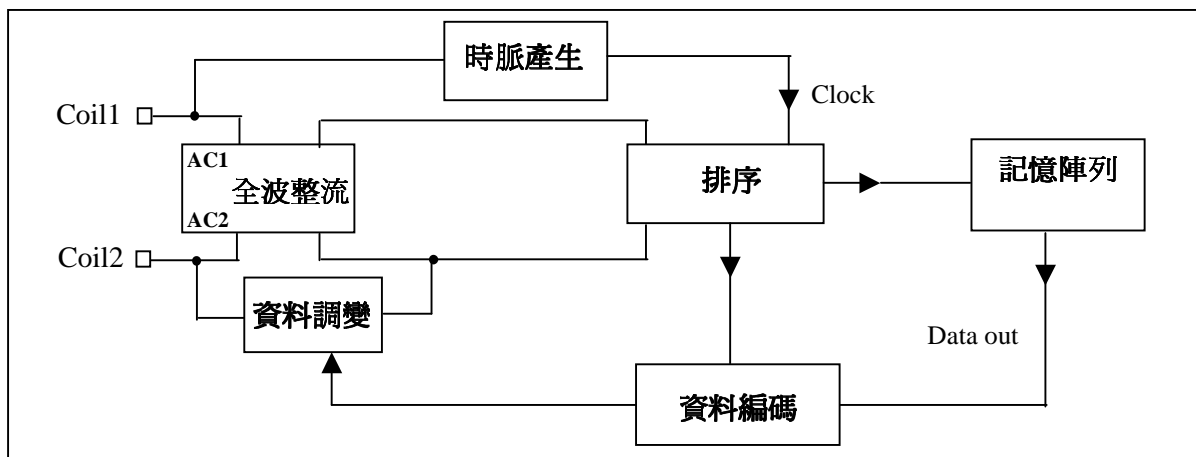 時脈產生
Clock
Coil1
AC1
全波整流
AC2
排序
記憶陣列
Coil2
資料調變
Data out
資料編碼